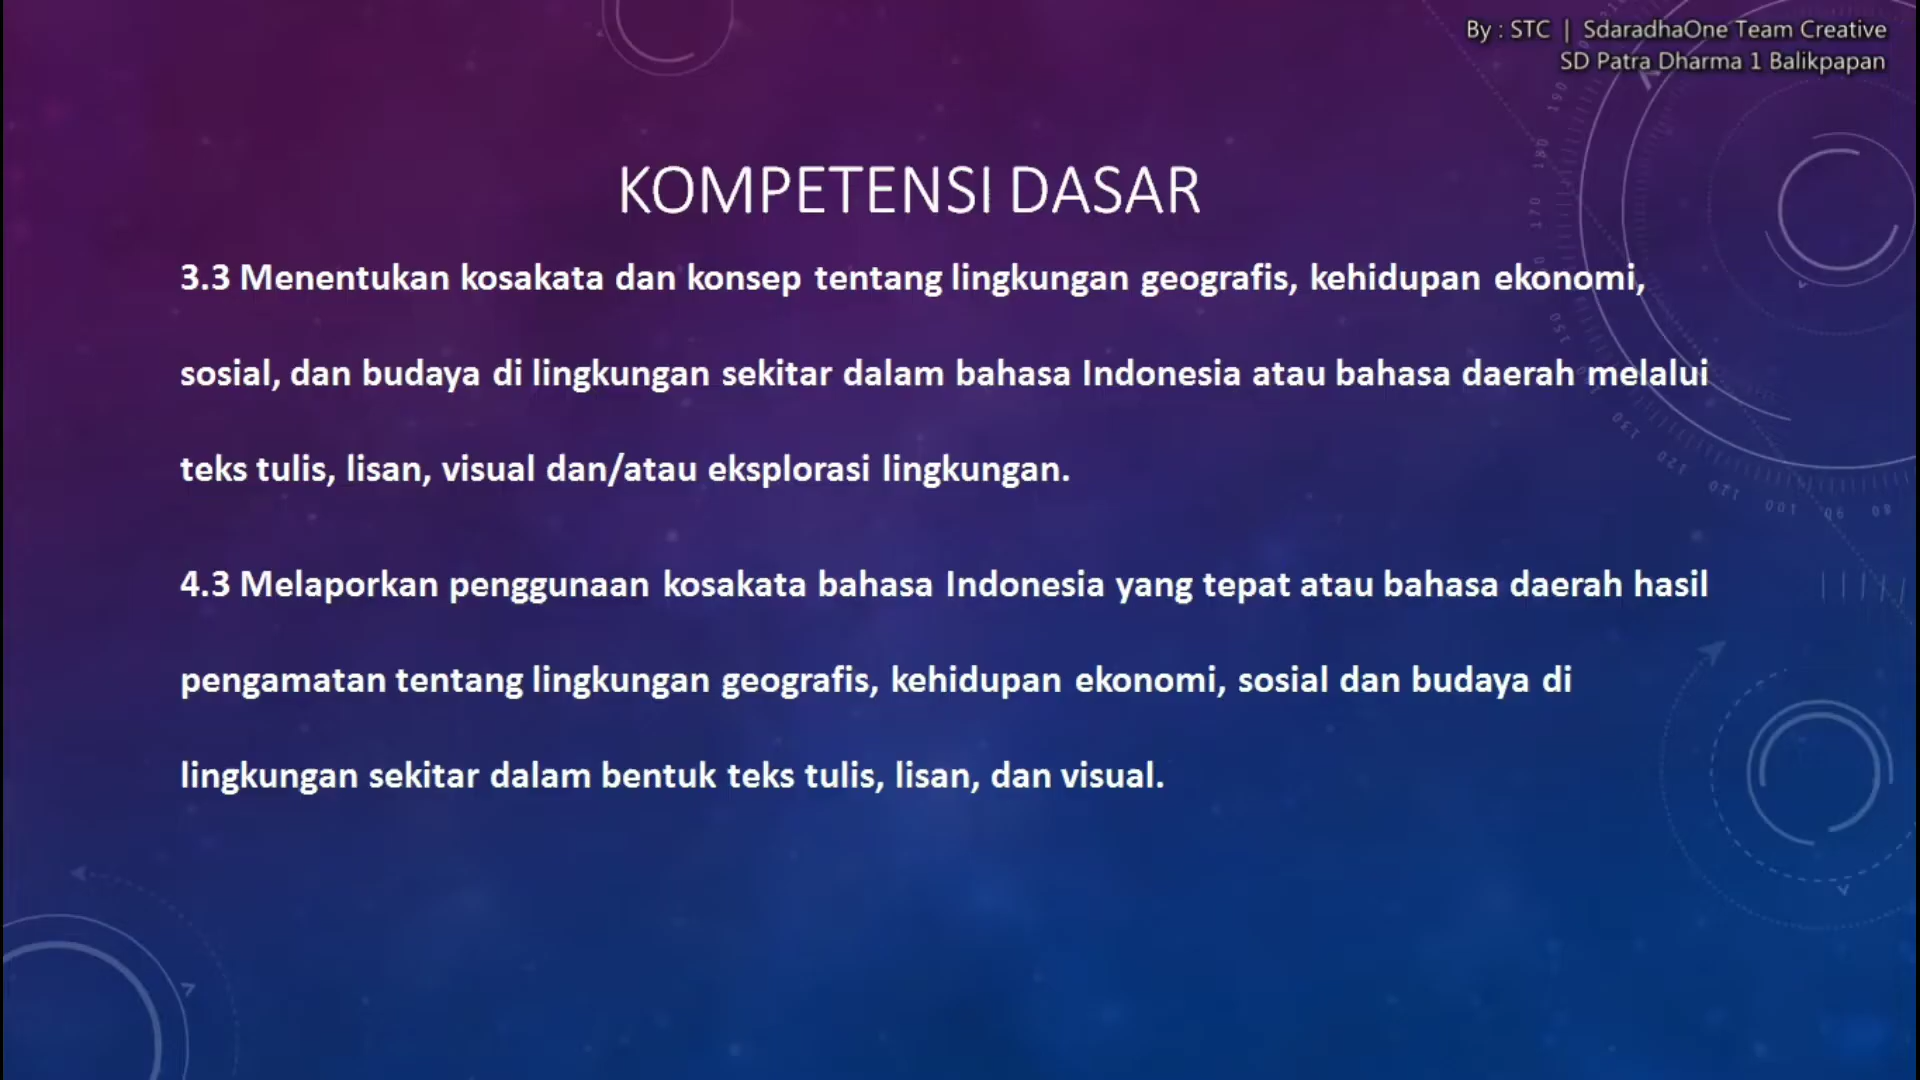 By : STC | SdaradhaOne Team Creative
SD Patra Dharma 1 Balikpapan
KOMPETENSI DASAR
3.3 Menentukan kosakata dan konsep tentang lingkungan geografis, kehidupan ekonomi,
sosial, dan budaya di lingkungan sekitar dalam bahasa Indonesia atau bahasa daerah melalui
teks tulis, lisan, visual dan/atau eksplorasi lingkungan.
4.3 Melaporkan penggunaan kosakata bahasa Indonesia yang tepat atau bahasa daerah hasil
pengamatan tentang lingkungan geografis, kehidupan ekonomi, sosial dan budaya di
lingkungan sekitar dalam bentuk teks tulis, lisan, dan visual.